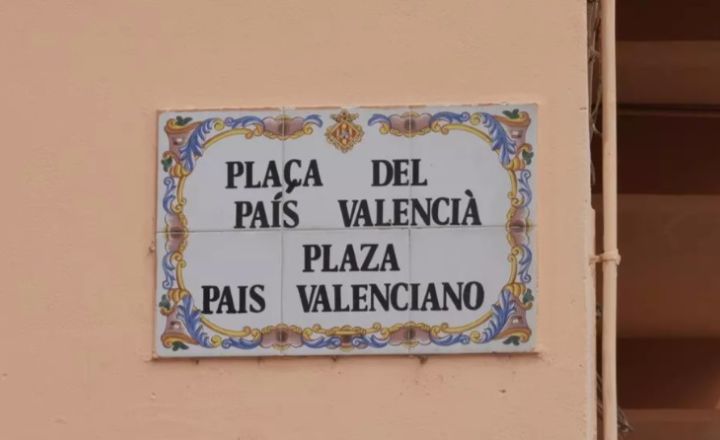 PLAÇA DEL
PAÍS VALENCIÀ
PLAZA
PAIS VALENCIANO